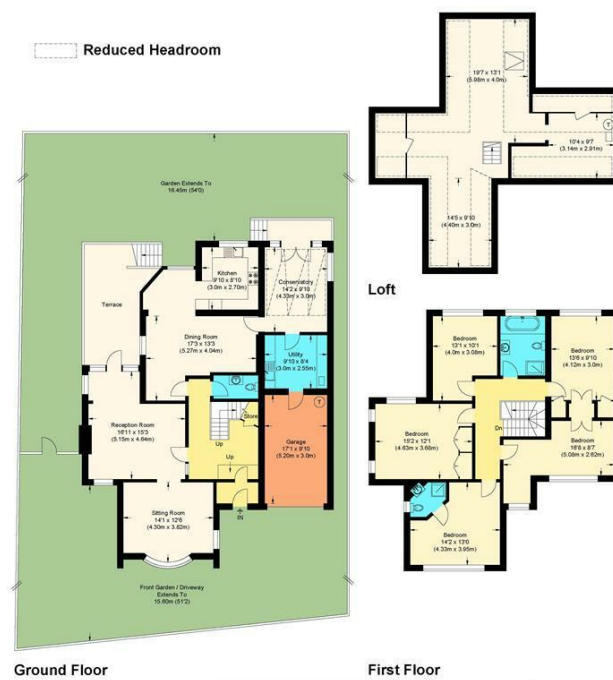 Reduced Headroom
19'7 x 13'1
(5.98m x 4.0m)
T
10'4 x 9'7
(3.14m x 2.91m)
14'5 x 9'10
(4.40m x 3.0m)
Loft
Garden Extends To
16.45m (54'0)
Terrace
Kitchen
9'10 x 8'10
(3.0m x 2.70m)
Conservatory
14'2 x 9'10
(4.33m x 3.0m)
Dining Room
17'3 x 13'3
(5.27m x 4.04m)
Utility
9'10 x 8'4
(3.0m x 2.55m)
Reception Room
16'11 x 15'3
(5.15m x 4.64m)
Store
Up
Up
T
Garage
17'1 x 9'10
(5.20m x 3.0m)
Sitting Room
14'1 x 12'6
(4.30m x 3.82m)
IN
Front Garden / Driveway
Extends To
15.60m (51'2)
Ground Floor
Bedroom
13'1 x 10'1
(4.0m x 3.08m)
Bedroom
13'6 x 9'10
(4.12m x 3.0m)
Bedroom
15'2 x 12'1
(4.63m x 3.68m)
Dn
Bedroom
16'8 x 8'7
(5.08m x 2.62m)
Bedroom
14'2 x 13'0
(4.33m x 3.95m)
First Floor